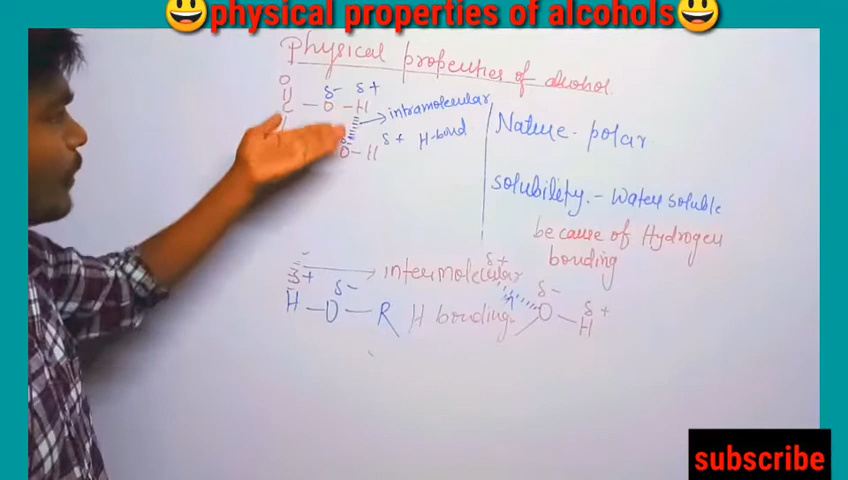 😃physical properties of alcohols😃
Physical properties of alcohol.
O
C – O – H
δ- δ+
intramolecular
H-bond
δ+
O – H
Nature - polar
solubility. - Water soluble
because of Hydrogen
bonding
intermolecular
H bonding.
δ+ δ-
H – O – R
δ+
H
δ-
O – H
δ+
subscribe